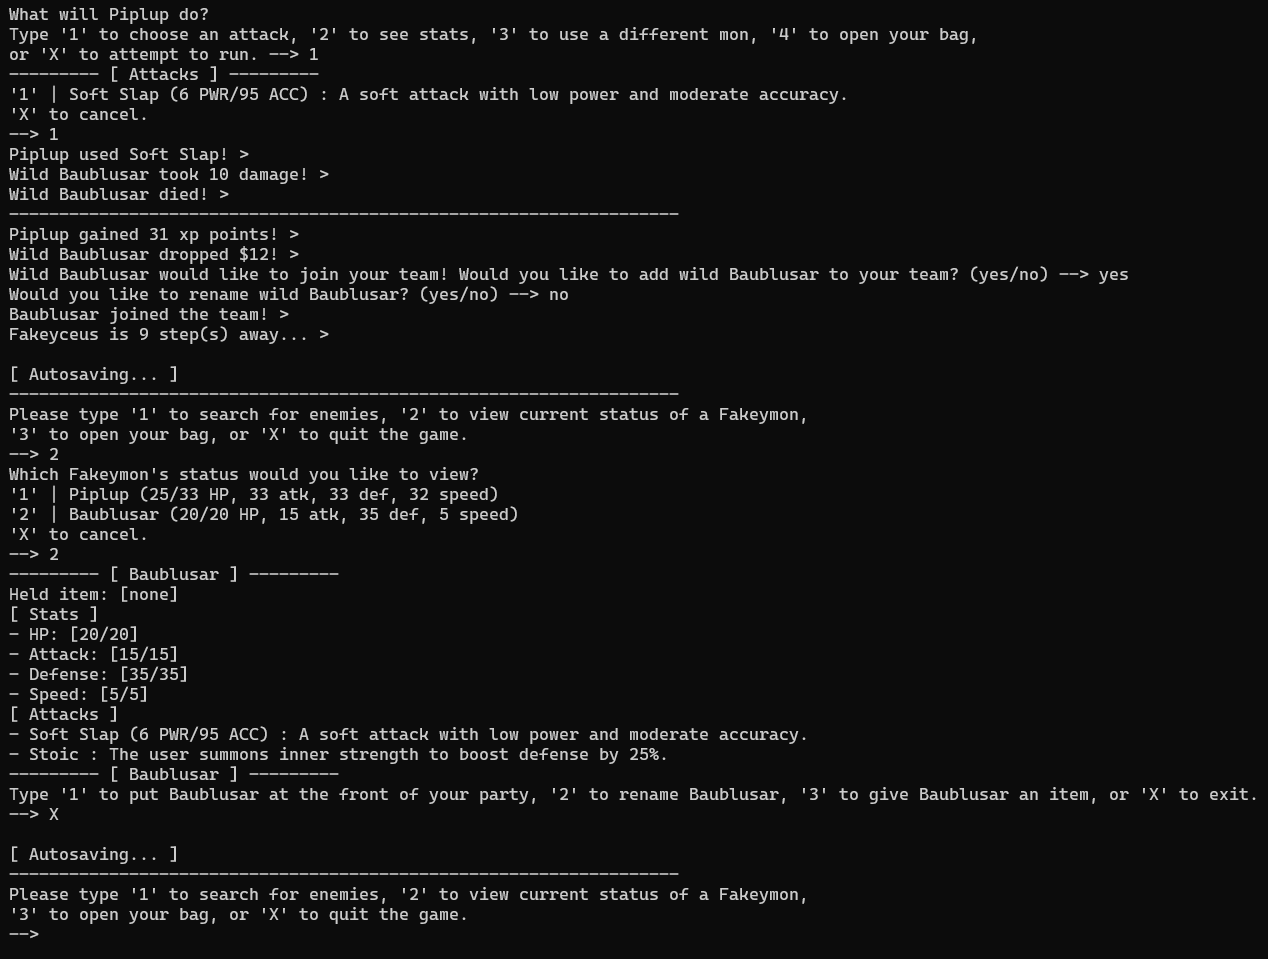 What will Piplup do?
Type '1' to choose an attack, '2' to see stats, '3' to use a different mon, '4' to open your bag,
or 'X' to attempt to run. --> 1
--------- [ Attacks ] ---------
'1' | Soft Slap (6 PWR/95 ACC) : A soft attack with low power and moderate accuracy.
'X' to cancel.
--> 1
Piplup used Soft Slap! >
Wild Baublusar took 10 damage! >
Wild Baublusar died! >
-------------------------------------------------------------------
Piplup gained 31 xp points! >
Wild Baublusar dropped $12! >
Wild Baublusar would like to join your team! Would you like to add wild Baublusar to your team? (yes/no) --> yes
Would you like to rename wild Baublusar? (yes/no) --> no
Baublusar joined the team! >
Fakeyceus is 9 step(s) away... >

[ Autosaving... ]
-------------------------------------------------------------------
Please type '1' to search for enemies, '2' to view current status of a Fakeymon,
'3' to open your bag, or 'X' to quit the game.
--> 2
Which Fakeymon's status would you like to view?
'1' | Piplup (25/33 HP, 33 atk, 33 def, 32 speed)
'2' | Baublusar (20/20 HP, 15 atk, 35 def, 5 speed)
'X' to cancel.
--> 2
--------- [ Baublusar ] ---------
Held item: [none]
[ Stats ]
- HP: [20/20]
- Attack: [15/15]
- Defense: [35/35]
- Speed: [5/5]
[ Attacks ]
- Soft Slap (6 PWR/95 ACC) : A soft attack with low power and moderate accuracy.
- Stoic : The user summons inner strength to boost defense by 25%.
--------- [ Baublusar ] ---------
Type '1' to put Baublusar at the front of your party, '2' to rename Baublusar, '3' to give Baublusar an item, or 'X' to exit.
--> X

[ Autosaving... ]
-------------------------------------------------------------------
Please type '1' to search for enemies, '2' to view current status of a Fakeymon,
'3' to open your bag, or 'X' to quit the game.
-->